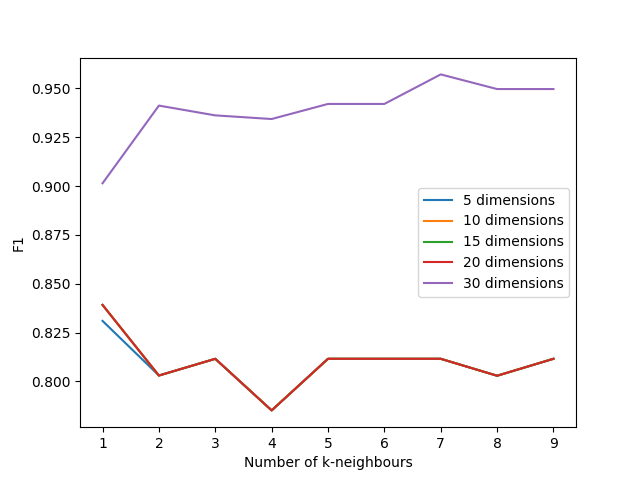 0.950
0.925
0.900
0.875
0.850
0.825
0.800
F1
5 dimensions
10 dimensions
15 dimensions
20 dimensions
30 dimensions
1 2 3 4 5 6 7 8 9
Number of k-neighbours